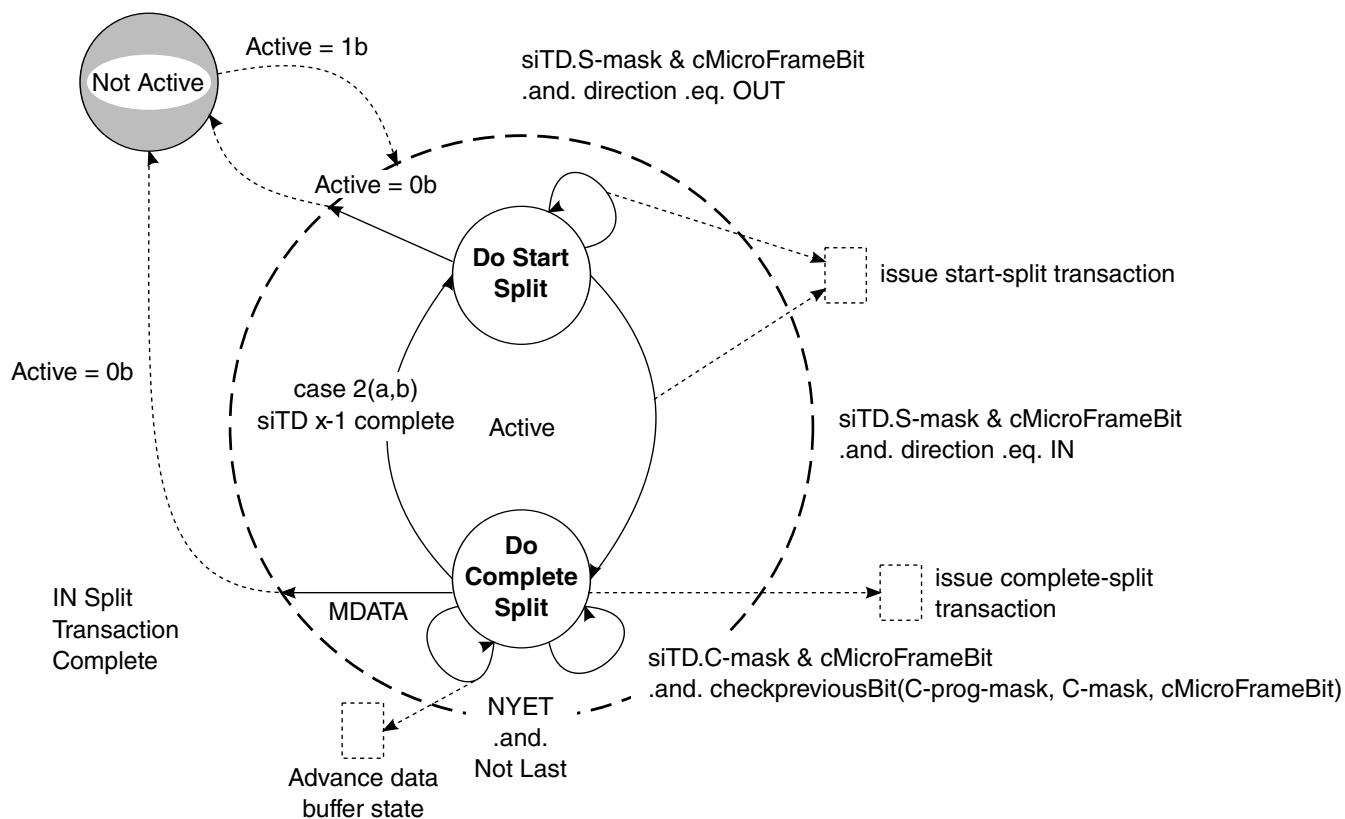 Active = 1b
Not Active
siTD.S-mask & cMicroFrameBit
.and. direction .eq. OUT
Active = 0b
Do Start
Split
issue start-split transaction
Active = 0b
case 2(a,b)
siTD x-1 complete
Active
siTD.S-mask & cMicroFrameBit
.and. direction .eq. IN
Do
Complete
Split
issue complete-split
transaction
MDATA
IN Split
Transaction
Complete
siTD.C-mask & cMicroFrameBit
.and. checkpreviousBit(C-prog-mask, C-mask, cMicroFrameBit)
NYET
.and.
Not Last
Advance data
buffer state